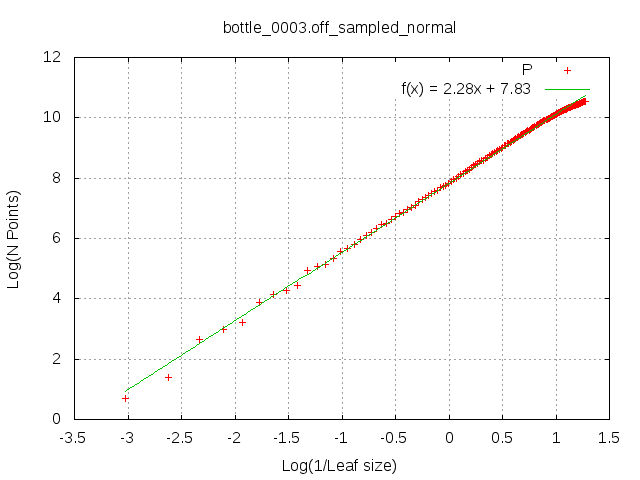 bottle_0003.off_sampled_normal
12
10
8
6
4
2
0
Log(N Points)
P
f(x) = 2.28x + 7.83
-3.5 -3 -2.5 -2 -1.5 -1 -0.5 0 0.5 1 1.5
Log(1/Leaf size)